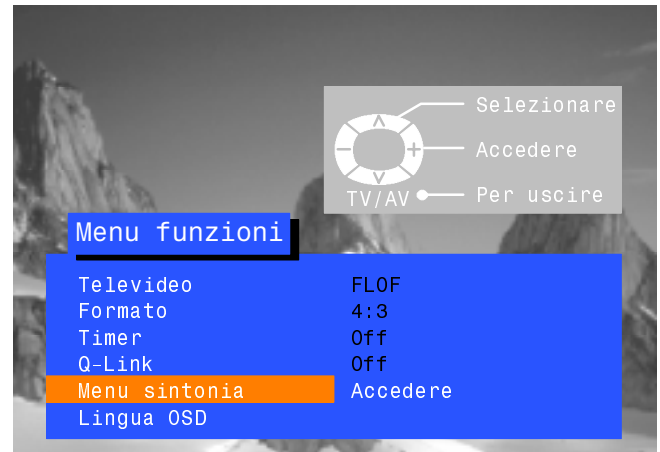 Selezionare
Accedere
TV/AV Per uscire
Menu funzioni
Televideo FLOF
Formato 4:3
Timer Off
Q-Link Off
Menu sintonia Accedere
Lingua OSD